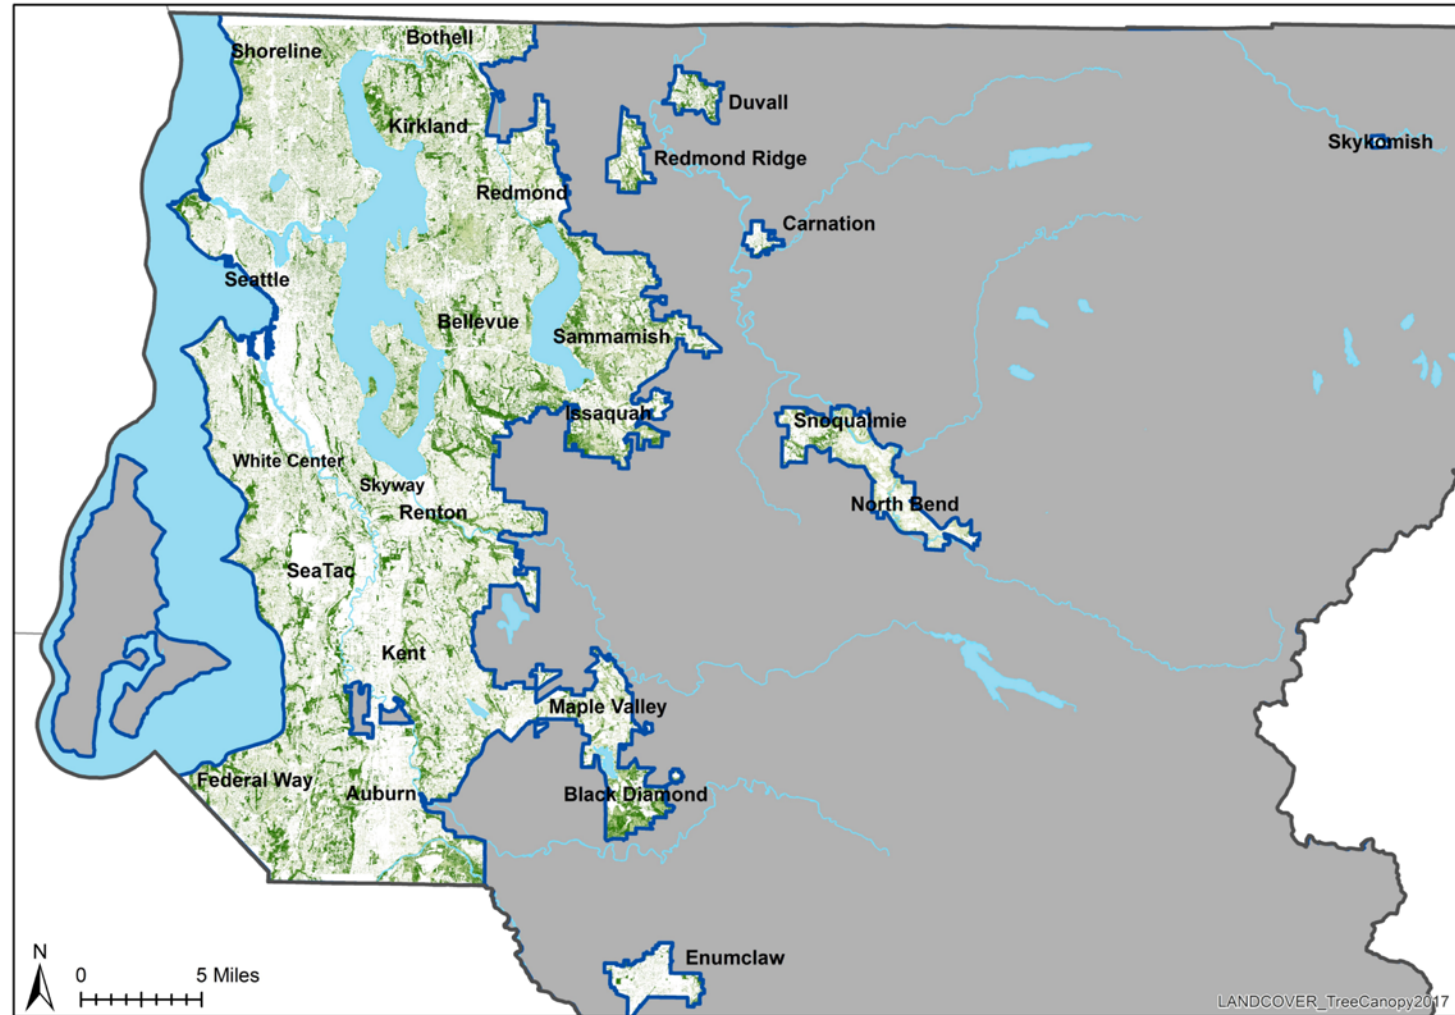 Bothell
Shoreline
Duvall
Kirkland
Skykomish
Redmond Ridge
Redmond
Carnation
Seattle
Bellevue
Sammamish
Issaquah
Snoqualmie
White Center
Skyway
North Bend
Renton
SeaTac
Kent
Maple Valley
Federal Way
Auburn
Black Diamond
N
Enumclaw
0 5 Miles
LANDCOVER_TreeCanopy2017